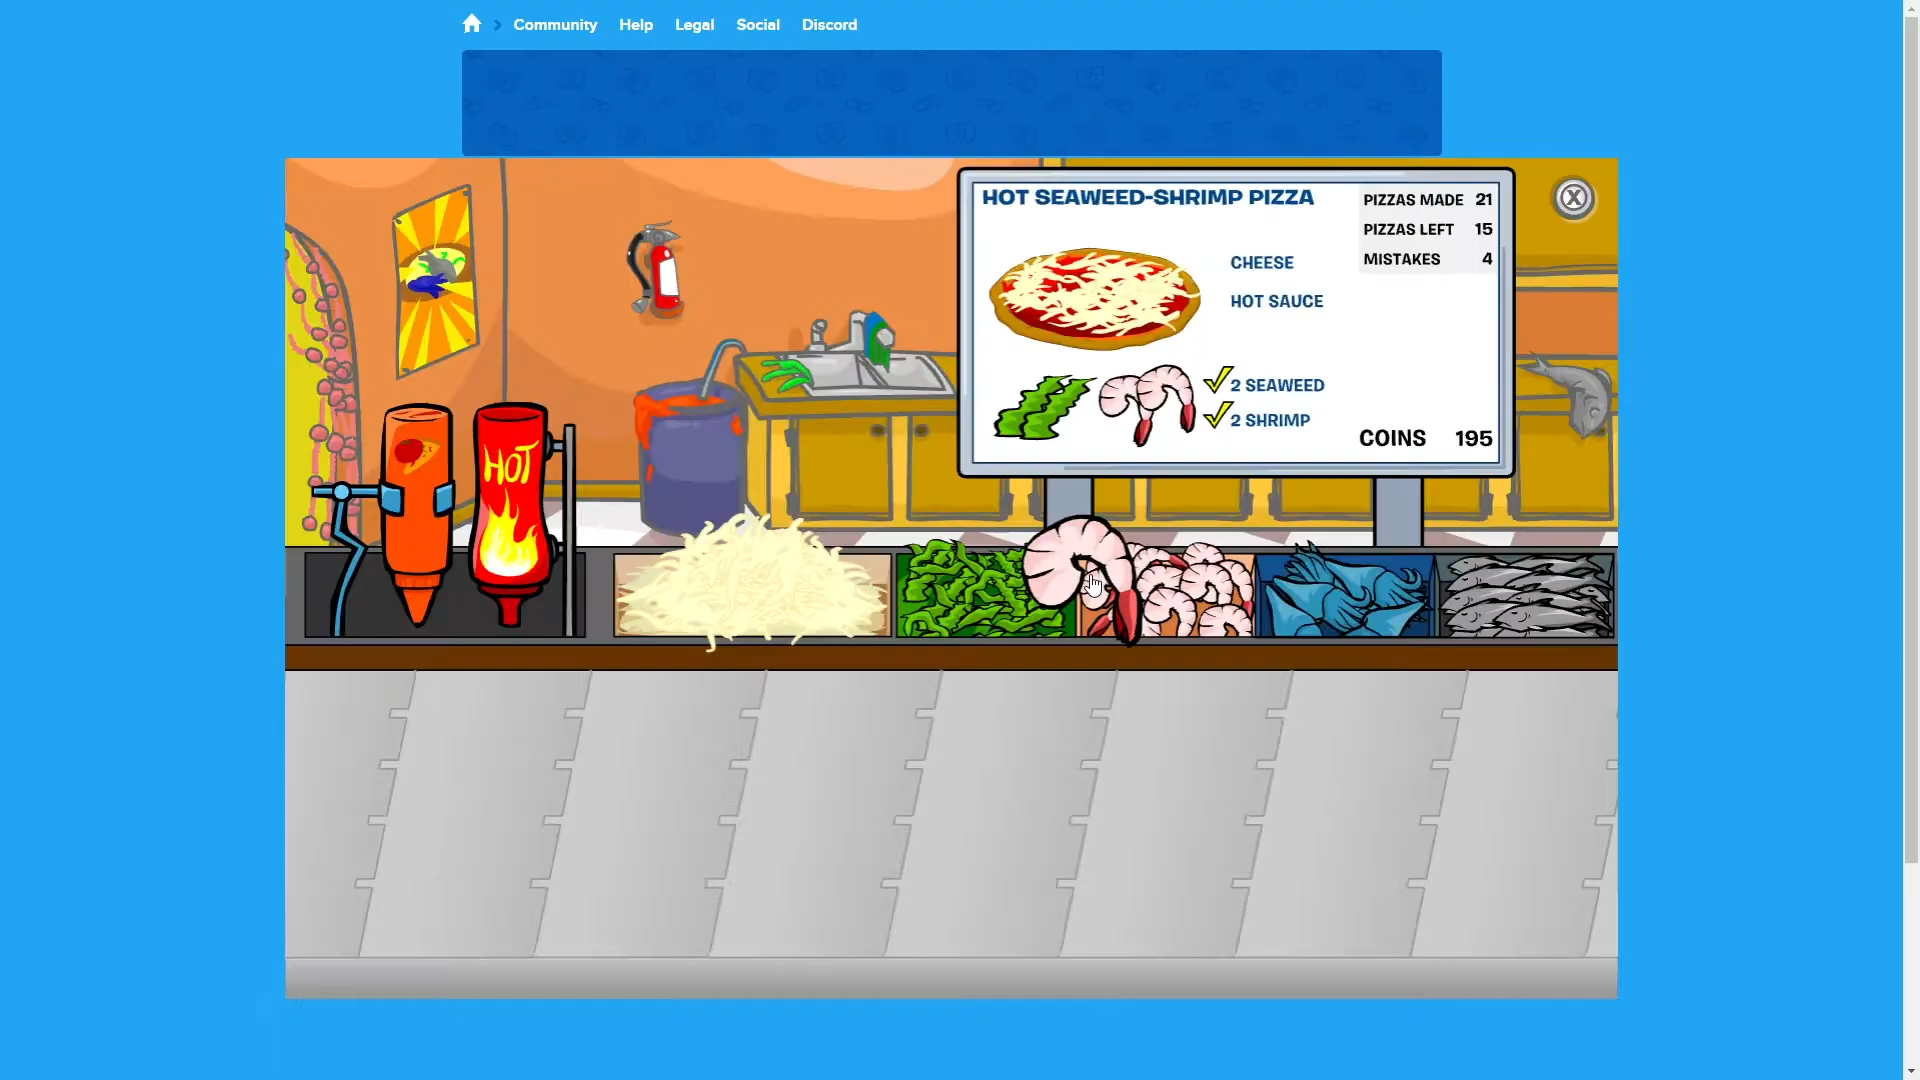 Community Help Legal Social Discord
HOT SEAWEED-SHRIMP PIZZA
PIZZAS MADE 21
PIZZAS LEFT 15
MISTAKES 4
CHEESE
HOT SAUCE
2 SEAWEED
2 SHRIMP
COINS 195
X
HOT